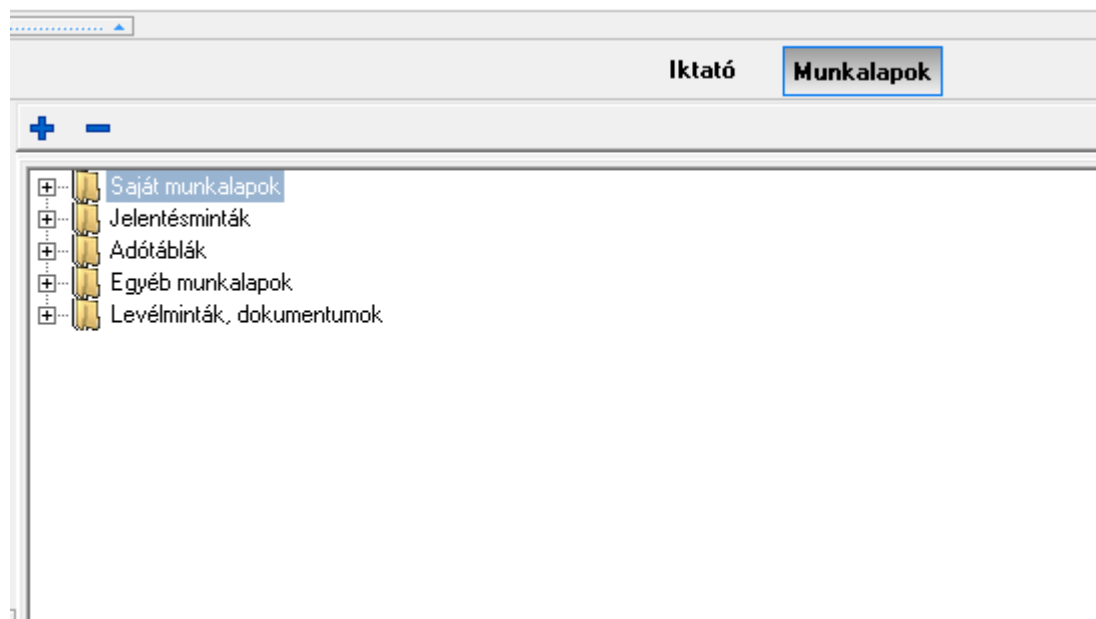 Iktató Munkalapok
Saját munkalapok
Jelentésminták
Adótáblák
Egyéb munkalapok
Levélminták, dokumentumok